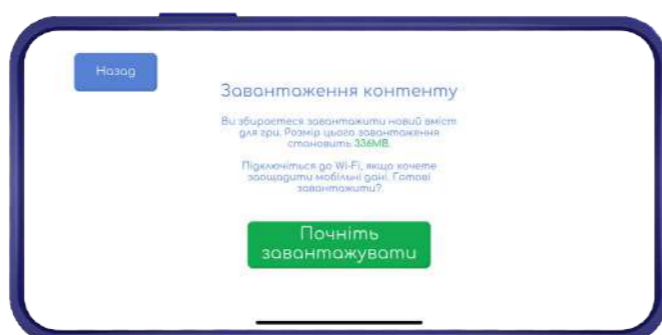 Назад
Завантаження контенту
Ви збираєтеся завантажити новий вміст
для гри. Розмір цього завантаження
становить 336MB.
Підключіться до Wi-Fi, якщо хочете
заощадити мобільні дані. Готові
завантажити?
Почніть
завантажувати